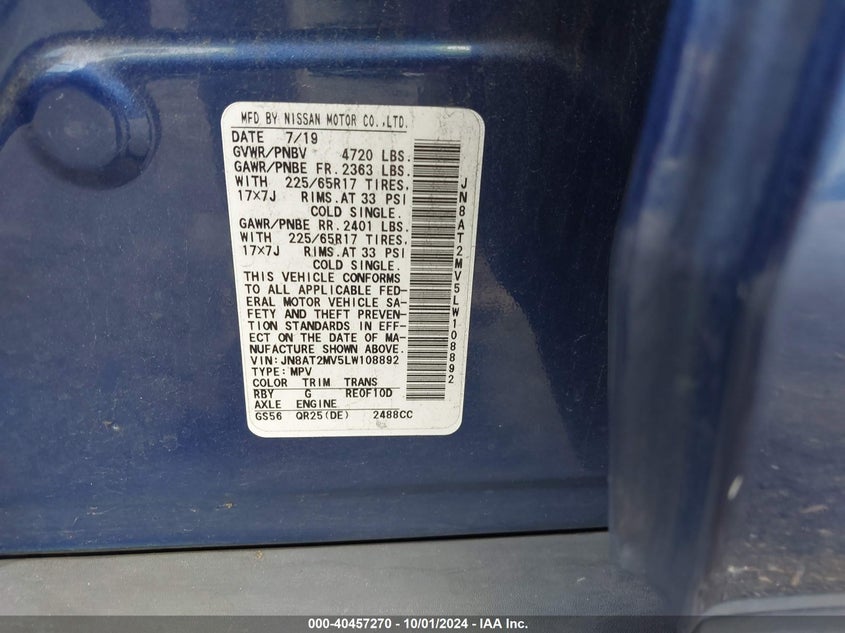 MFD BY NISSAN MOTOR CO.,LTD.
DATE 7/19
GVWR/PNBV 4720 LBS.
GAWR/PNBE FR. 2363 LBS.
WITH 225/65R17 TIRES,
17×7J RIMS.AT 33 PSI
COLD SINGLE.
GAWR/PNBE RR. 2401 LBS.
WITH 225/65R17 TIRES,
17×7J RIMS.AT 33 PSI
COLD SINGLE.
THIS VEHICLE CONFORMS
TO ALL APPLICABLE FED-
ERAL MOTOR VEHICLE SA-
FETY AND THEFT PREVEN-
TION STANDARDS IN EFF-
ECT ON THE DATE OF MA-
NUFACTURE SHOWN ABOVE.
VIN:JN8AT2MV5LW108892
TYPE:MPV
COLOR TRIM TRANS
RBY G RE0F10D
AXLE ENGINE
GS56 QR25(DE) 2488CC
JN8AT2MV5LW108892
000-40457270 - 10/01/2024 - IAA Inc.